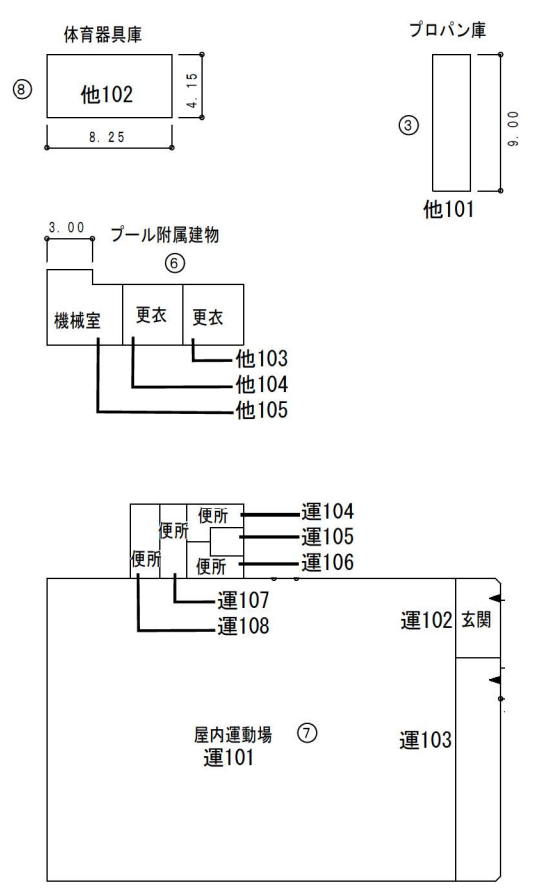 体育器具庫
プロパン庫
⑧
他102
4.15
8.25
③
9.00
他101
3.00
プール附属建物
⑥
機械室
更衣
更衣
他103
他104
他105
便所
便所
便所
便所
運104
運105
運106
運107
運108
運102
玄関
屋内運動場
⑦
運101
運103